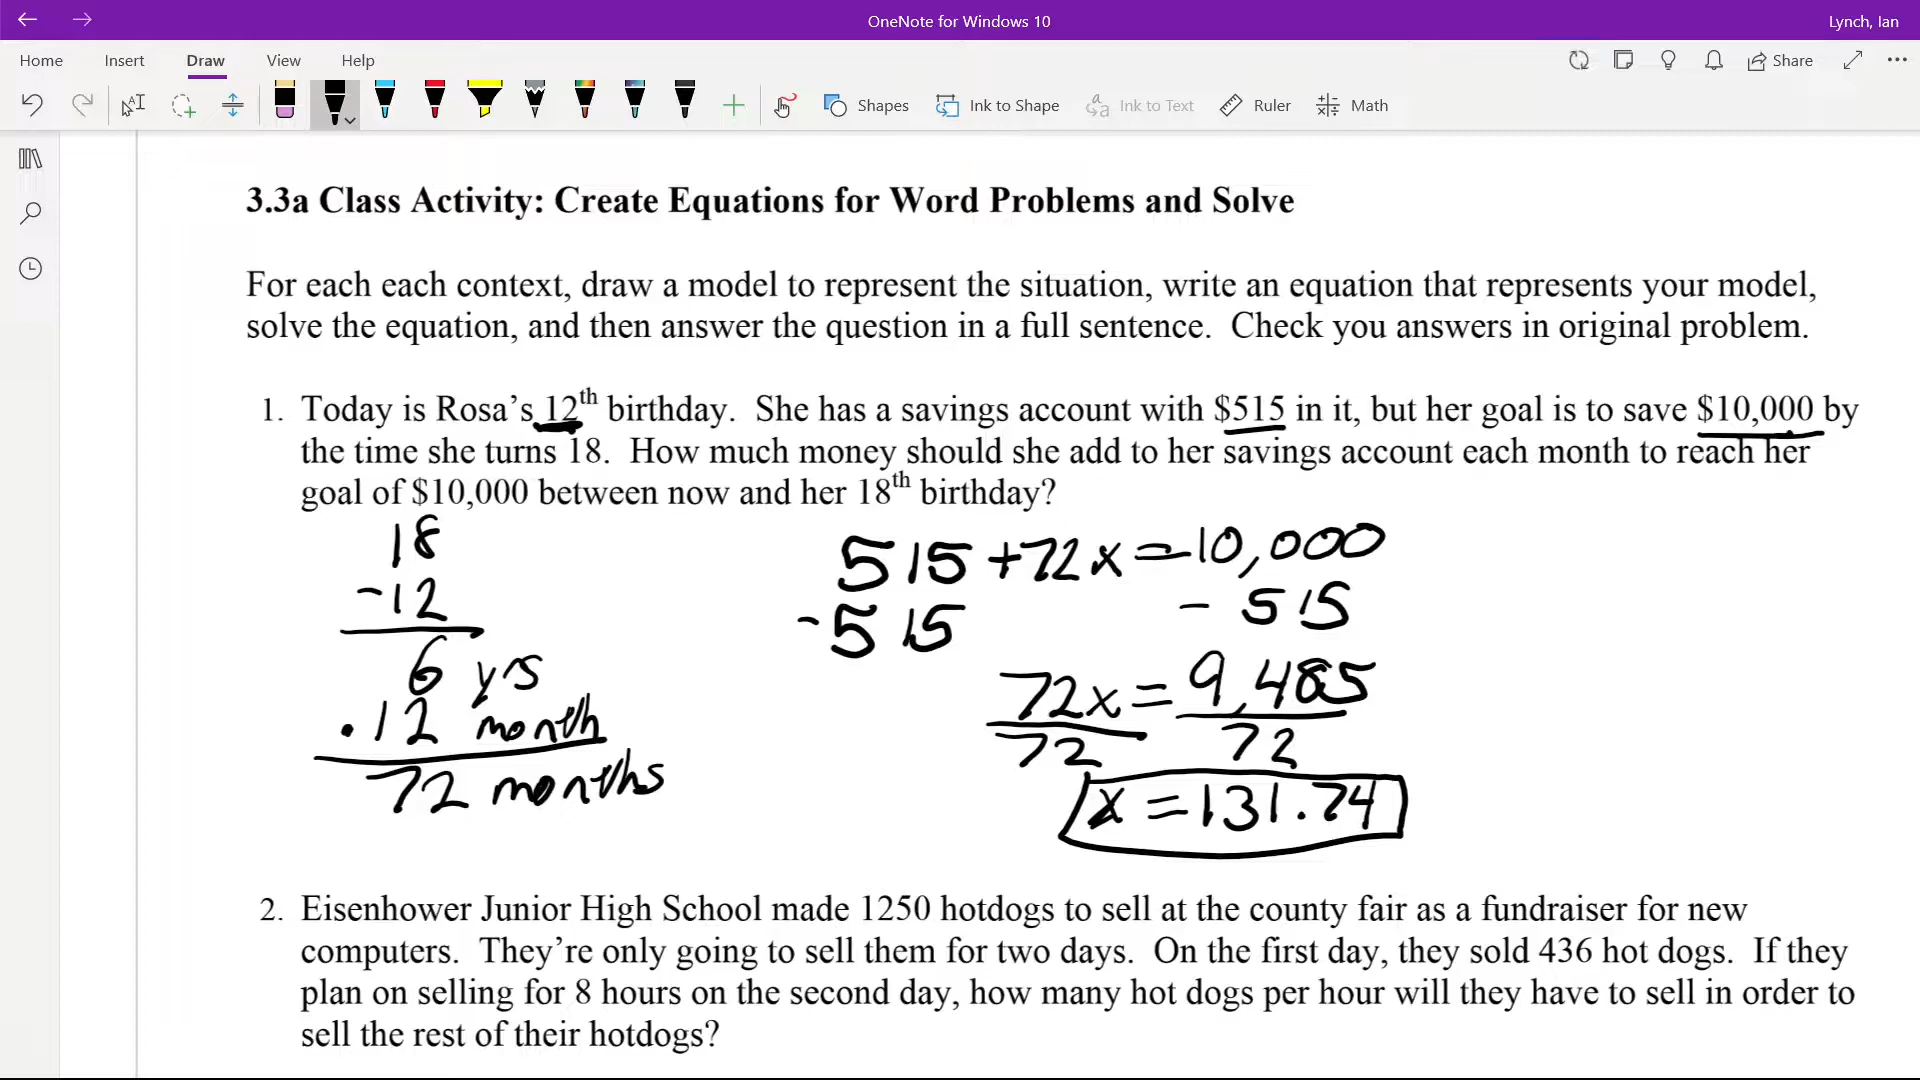 OneNote for Windows 10
Lynch, Ian
Home Insert Draw View Help
Share
Shapes Ink to Shape Ink to Text Ruler Math
3.3a Class Activity: Create Equations for Word Problems and Solve
For each each context, draw a model to represent the situation, write an equation that represents your model,
solve the equation, and then answer the question in a full sentence. Check you answers in original problem.
1. Today is Rosa’s 12th birthday. She has a savings account with $515 in it, but her goal is to save $10,000 by
the time she turns 18. How much money should she add to her savings account each month to reach her
goal of $10,000 between now and her 18th birthday?
18
-12
6 yrs
.12 month
72 months
515+72x=10,000
-515 - 515
72x=9,485
72 72
x=131.74
2. Eisenhower Junior High School made 1250 hotdogs to sell at the county fair as a fundraiser for new
computers. They’re only going to sell them for two days. On the first day, they sold 436 hot dogs. If they
plan on selling for 8 hours on the second day, how many hot dogs per hour will they have to sell in order to
sell the rest of their hotdogs?